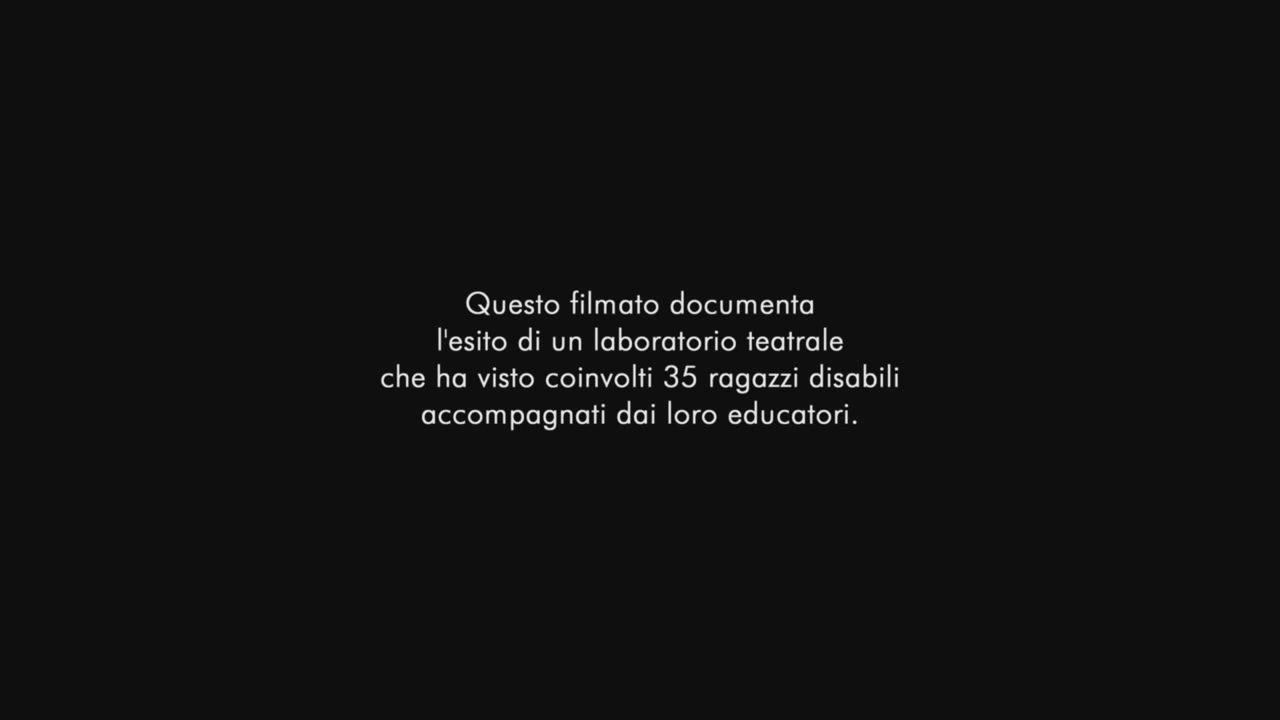 Questo filmato documenta
l'esito di un laboratorio teatrale
che ha visto coinvolti 35 ragazzi disabili
accompagnati dai loro educatori.